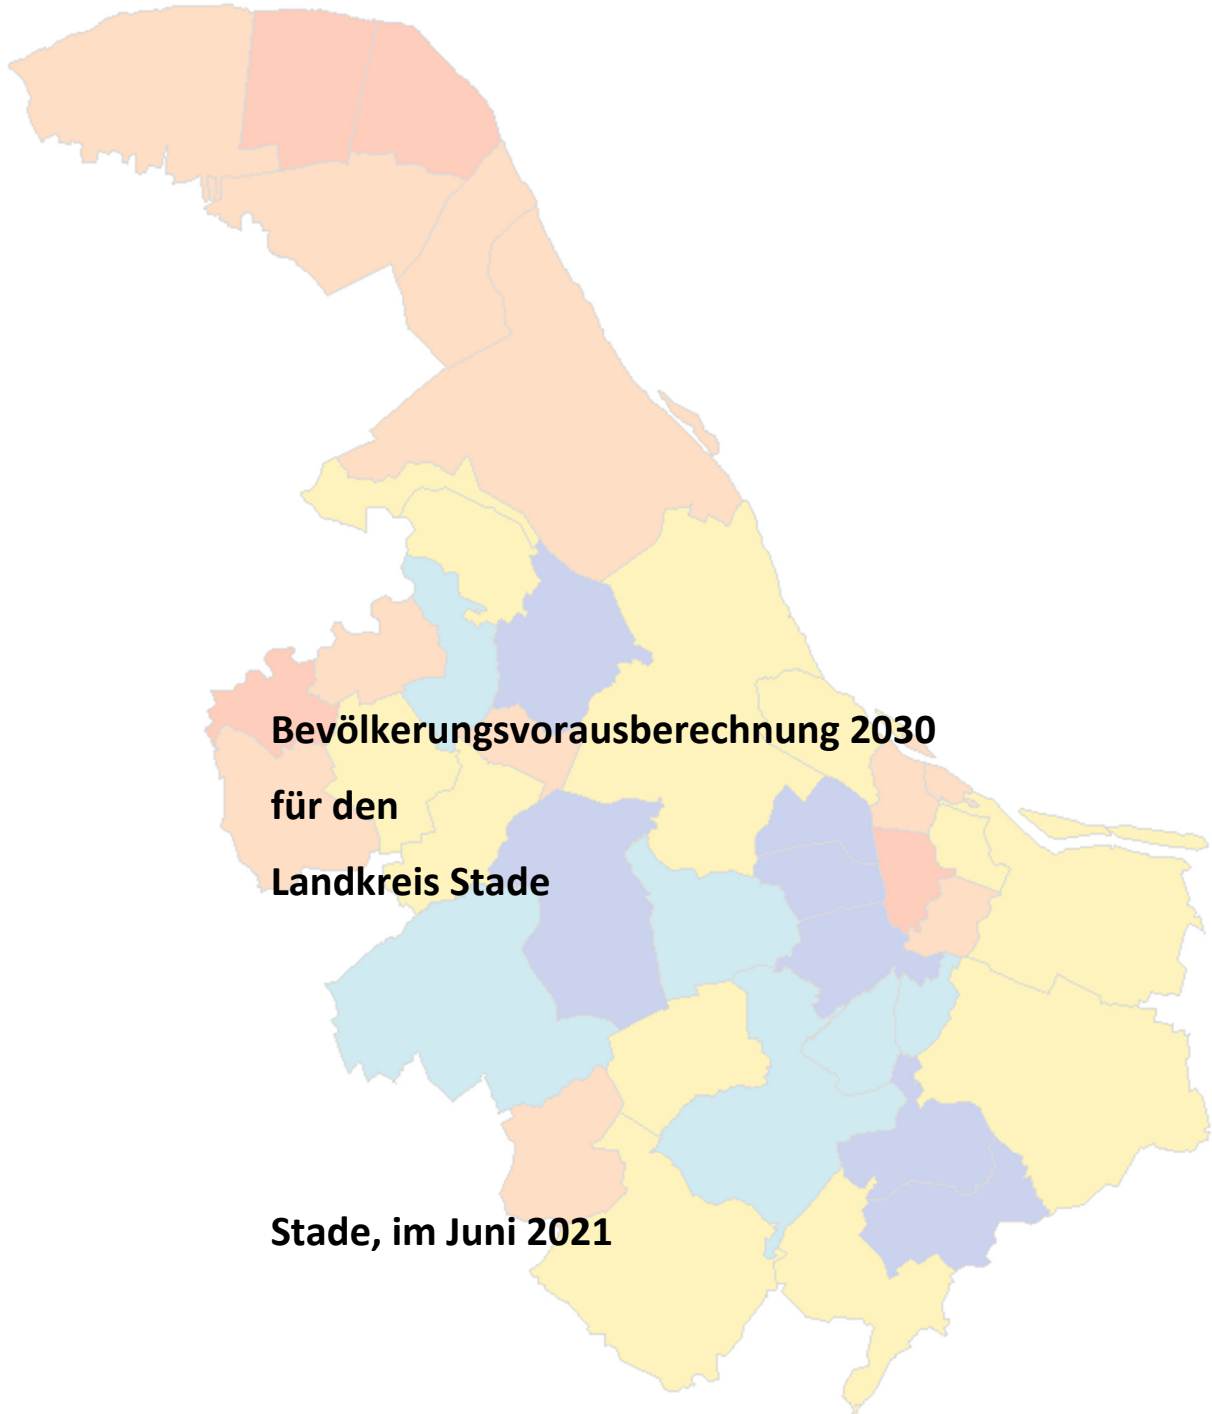 Bevölkerungsvorausberechnung 2030
für den
Landkreis Stade
Stade, im Juni 2021